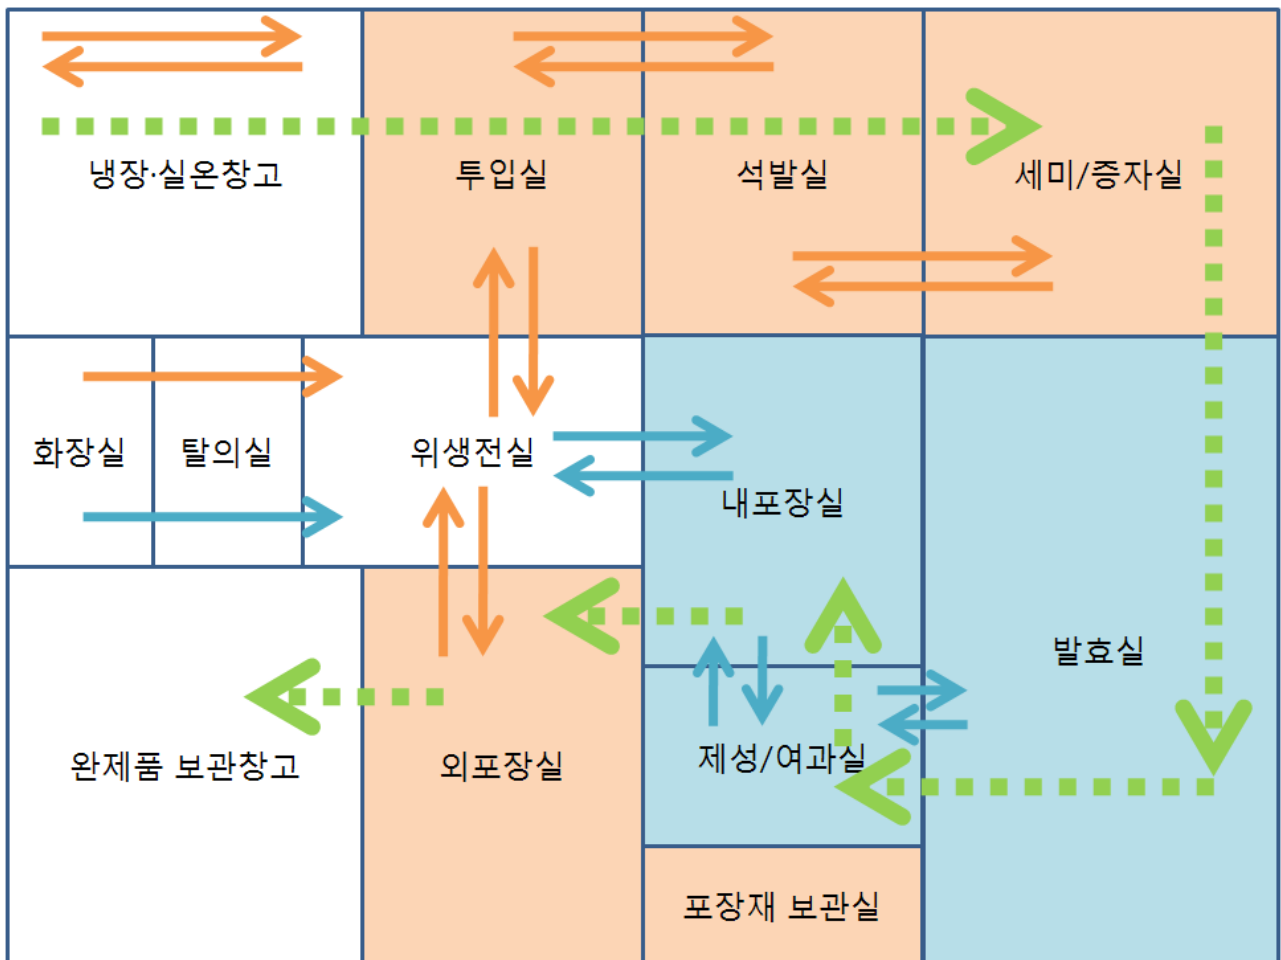 냉장·실온창고
투입실
석발실
세미/증자실
화장실
탈의실
위생전실
내포장실
발효실
완제품 보관창고
외포장실
제성/여과실
포장재 보관실